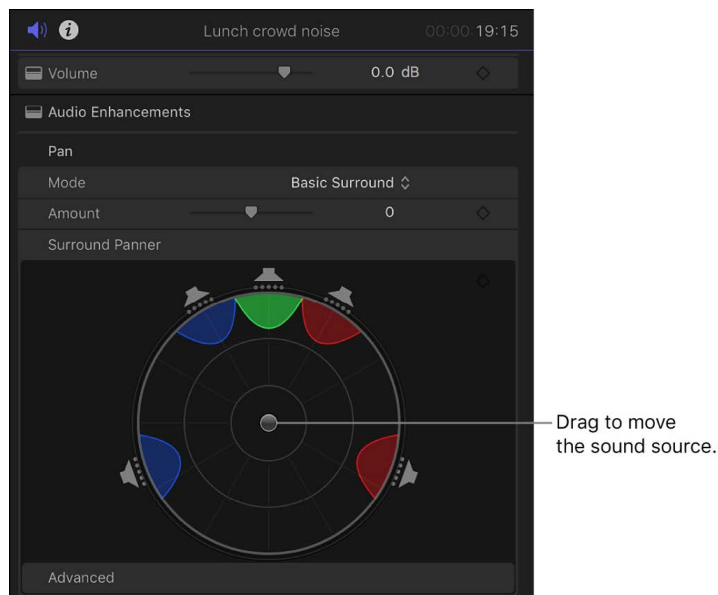 Lunch crowd noise
00:00:19:15
Volume
0.0 dB
Audio Enhancements
Pan
Mode
Basic Surround
Amount
0
Surround Panner
Drag to move
the sound source.
Advanced